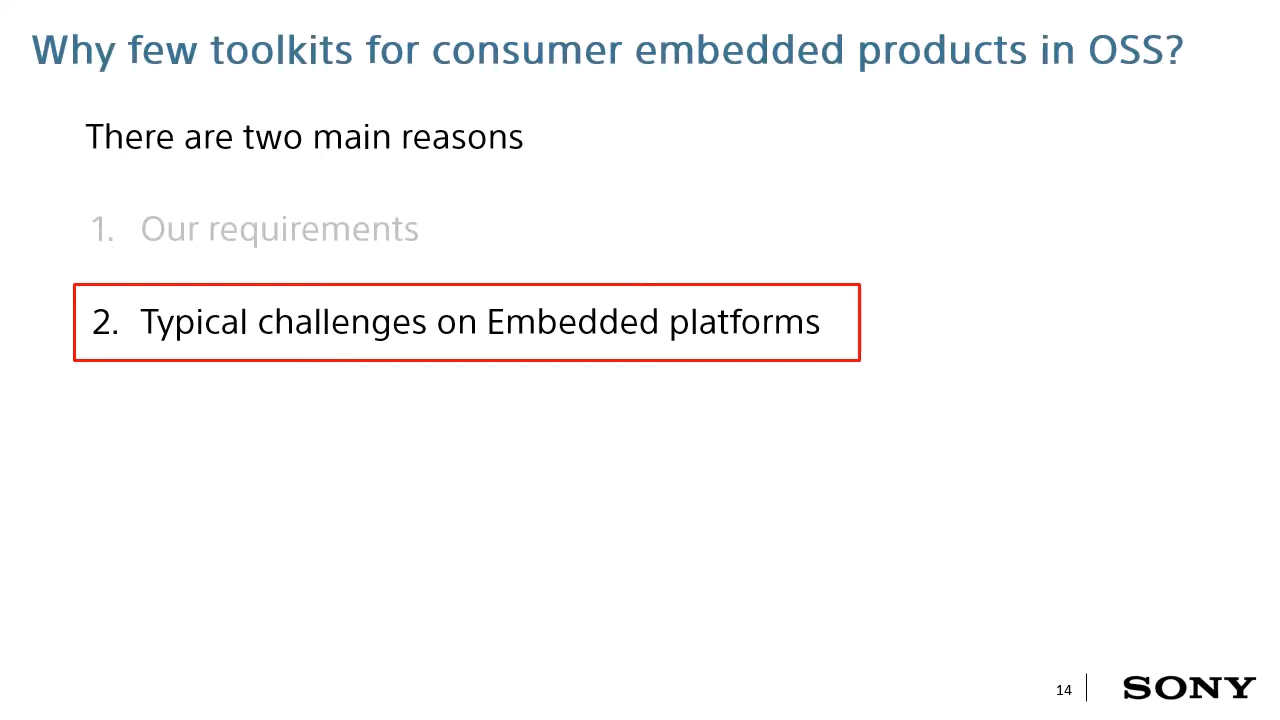 Why few toolkits for consumer embedded products in OSS?
There are two main reasons
1. Our requirements
2. Typical challenges on Embedded platforms
14
SONY